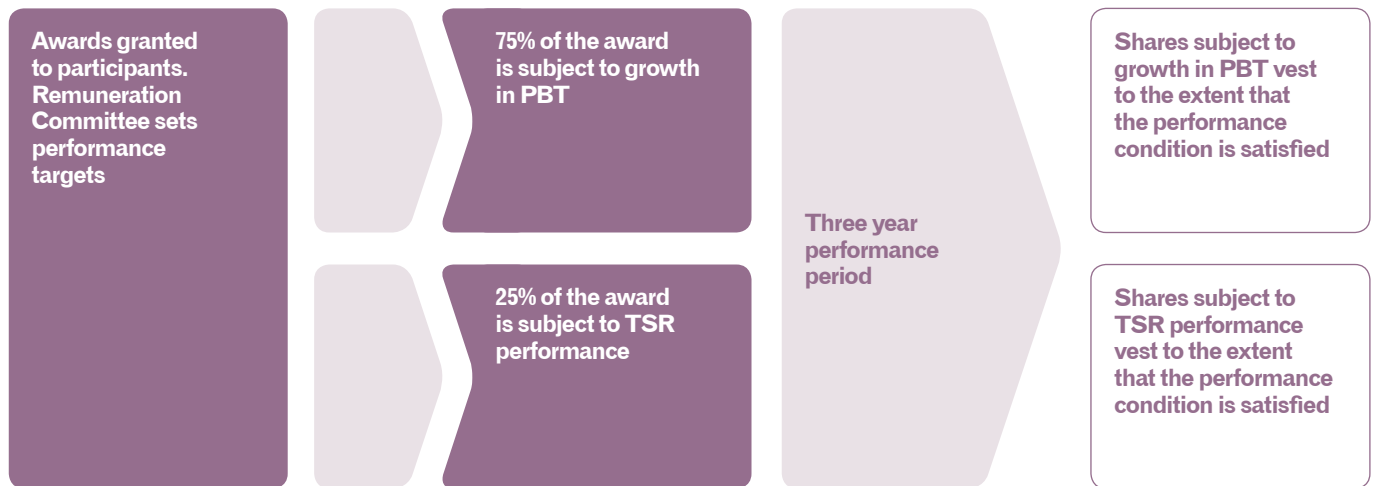 Awards granted
to participants.
Remuneration
Committee sets
performance
targets
75% of the award
is subject to growth
in PBT
25% of the award
is subject to TSR
performance
Three year
performance
period
Shares subject to
growth in PBT vest
to the extent that
the performance
condition is satisfied
Shares subject to
TSR performance
vest to the extent
that the performance
condition is satisfied